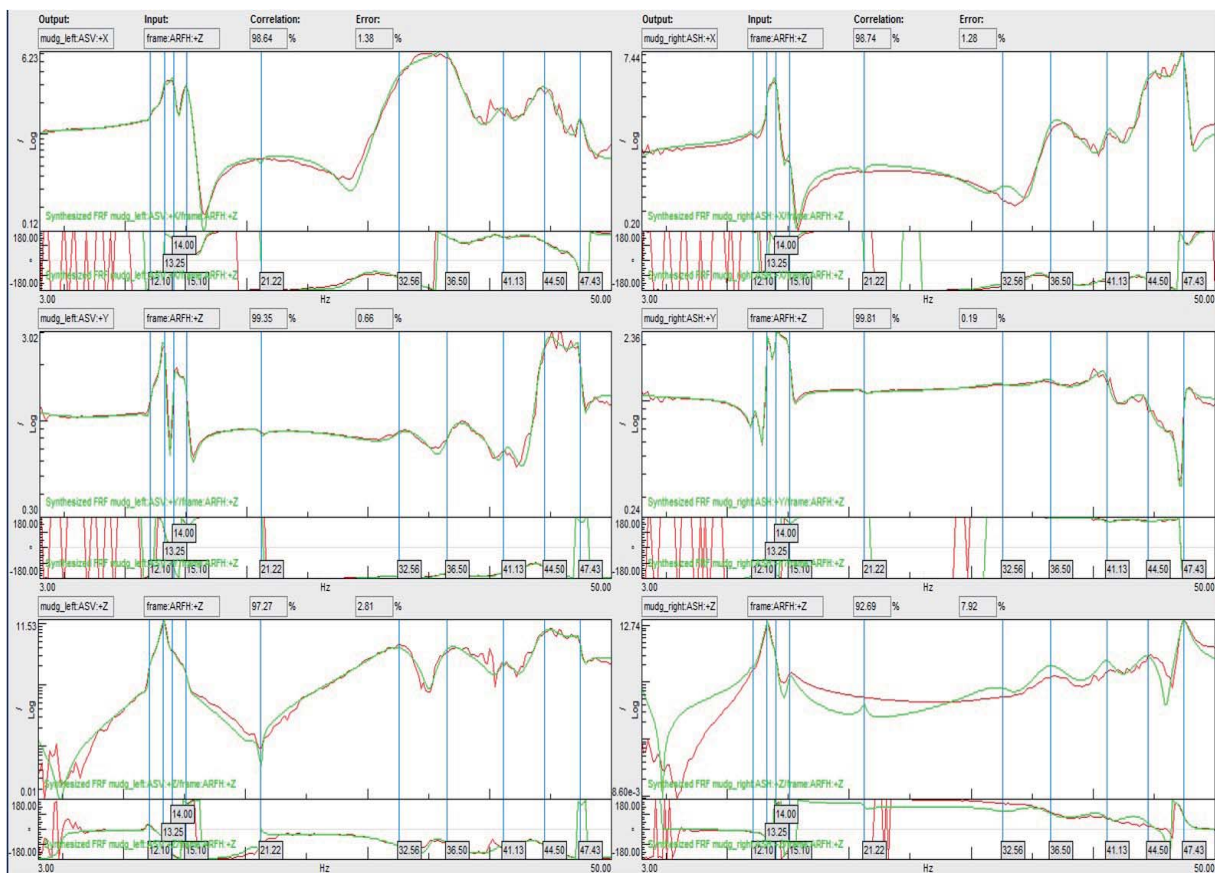 Output: Input: Correlation: Error: Output: Input: Correlation: Error:
mudg_left:ASV:+X frame:ARFH:+Z 98.64 % 1.38 % mudg_right:ASH:+X frame:ARFH:+Z 98.74 % 1.28 %
6.23 7.44
/ Log / Log
Synthesized FRF mudg_left:ASV:+X/frame:ARFH:+Z Synthesized FRF mudg_right:ASH:+X/frame:ARFH:+Z
0.12 0.20
180.00 14.00 180.00 14.00
° 13.25 ° 13.25
-180.00 12.10 15.10 21.22 32.56 36.50 41.13 44.50 47.43 -180.00 12.10 15.10 21.22 32.56 36.50 41.13 44.50 47.43
3.00 Hz 50.00 3.00 Hz 50.00
mudg_left:ASV:+Y frame:ARFH:+Z 99.35 % 0.66 % mudg_right:ASH:+Y frame:ARFH:+Z 99.81 % 0.19 %
3.02 2.36
/ Log / Log
Synthesized FRF mudg_left:ASV:+Y/frame:ARFH:+Z Synthesized FRF mudg_right:ASH:+Y/frame:ARFH:+Z
0.30 0.24
180.00 14.00 180.00 14.00
° 13.25 ° 13.25
-180.00 12.10 15.10 21.22 32.56 36.50 41.13 44.50 47.43 -180.00 12.10 15.10 21.22 32.56 36.50 41.13 44.50 47.43
3.00 Hz 50.00 3.00 Hz 50.00
mudg_left:ASV:+Z frame:ARFH:+Z 97.27 % 2.81 % mudg_right:ASH:+Z frame:ARFH:+Z 92.69 % 7.92 %
11.53 12.74
/ Log / Log
Synthesized FRF mudg_left:ASV:+Z/frame:ARFH:+Z Synthesized FRF mudg_right:ASH:+Z/frame:ARFH:+Z
0.01 8.60e-3
180.00 14.00 180.00 14.00
° 13.25 ° 13.25
-180.00 12.10 15.10 21.22 32.56 36.50 41.13 44.50 47.43 -180.00 12.10 15.10 21.22 32.56 36.50 41.13 44.50 47.43
3.00 Hz 50.00 3.00 Hz 50.00